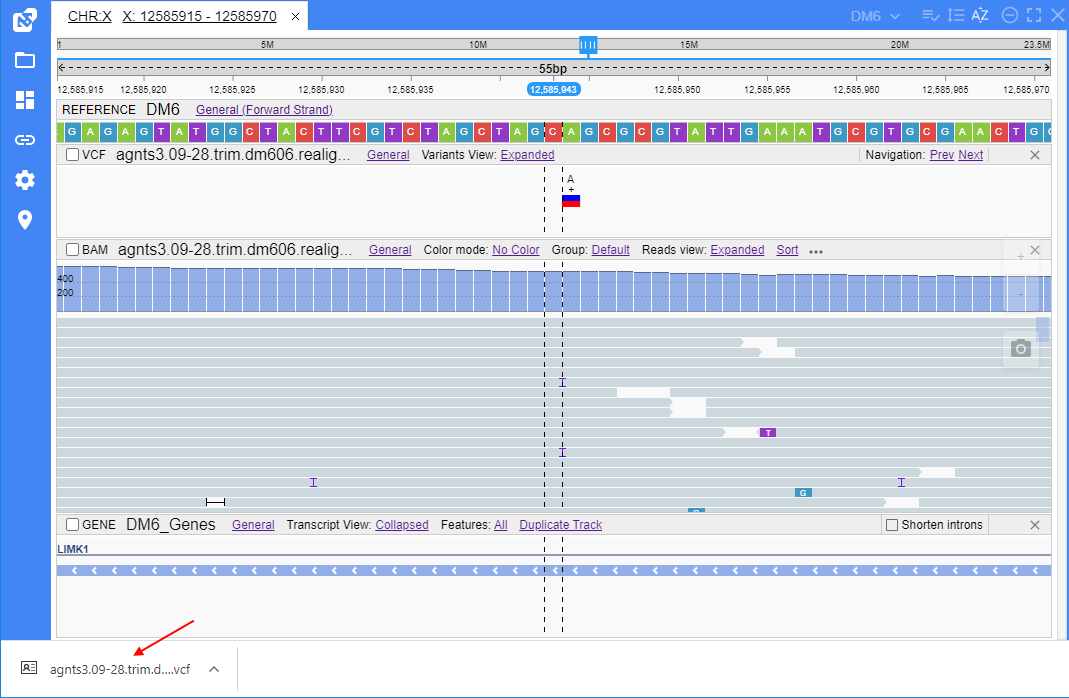 CHR:X X: 12585915 - 12585970 × DM6 AZ
1 5M 10M 15M 20M 23.5M
55bp
12,585,915 12,585,920 12,585,925 12,585,930 12,585,935 12,585,943 12,585,950 12,585,955 12,585,960 12,585,965 12,585,970
REFERENCE DM6 General (Forward Strand)
G A G A G T A T G G C T A C T T C G T C T A G C T A G C A G C G C G T A T T G A A A T G C G T G C G A A C T G
VCF agnts3.09-28.trim.dm606.realig... General Variants View: Expanded Navigation: Prev Next
A
+
BAM agnts3.09-28.trim.dm606.realig... General Color mode: No Color Group: Default Reads view: Expanded Sort •••
400
200
T
G
GENE DM6_Genes General Transcript View: Collapsed Features: All Duplicate Track Shorten introns
LIMK1
agnts3.09-28.trim.d....vcf